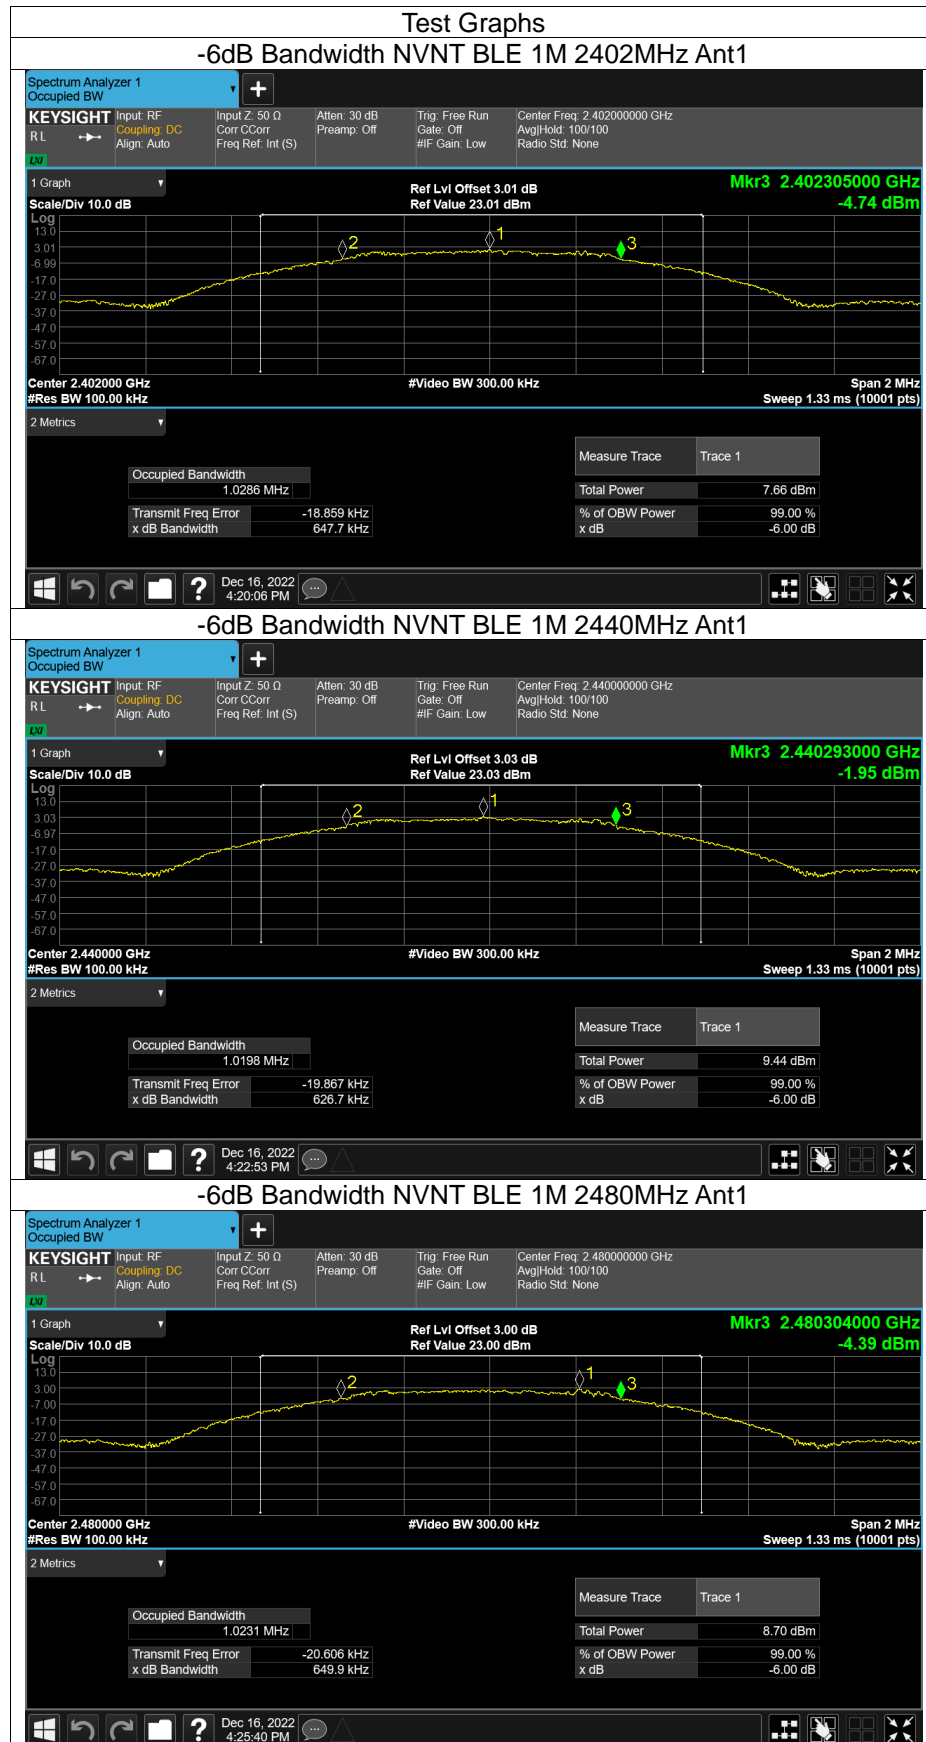 Test Graphs
-6dB Bandwidth NVNT BLE 1M 2402MHz Ant1
Spectrum Analyzer 1
Occupied BW
+
KEYSIGHT Input: RF Input Z: 50 Ω Atten: 30 dB Trig: Free Run Center Freq: 2.402000000 GHz
R L Coupling: DC Corr CCorr Preamp: Off Gate: Off Avg|Hold: 100/100
Align: Auto Freq Ref: Int (S) #IF Gain: Low Radio Std: None
LXI
1 Graph Ref Lvl Offset 3.01 dB Mkr3 2.402305000 GHz
Scale/Div 10.0 dB Ref Value 23.01 dBm -4.74 dBm
Log
13.0
3.01
-6.99
-17.0
-27.0
-37.0
-47.0
-57.0
-67.0
2 1 3
Center 2.402000 GHz #Video BW 300.00 kHz Span 2 MHz
#Res BW 100.00 kHz Sweep 1.33 ms (10001 pts)
2 Metrics
Measure Trace Trace 1
Occupied Bandwidth
1.0286 MHz Total Power 7.66 dBm
Transmit Freq Error -18.859 kHz % of OBW Power 99.00 %
x dB Bandwidth 647.7 kHz x dB -6.00 dB
? Dec 16, 2022
4:20:06 PM
-6dB Bandwidth NVNT BLE 1M 2440MHz Ant1
Spectrum Analyzer 1
Occupied BW
+
KEYSIGHT Input: RF Input Z: 50 Ω Atten: 30 dB Trig: Free Run Center Freq: 2.440000000 GHz
R L Coupling: DC Corr CCorr Preamp: Off Gate: Off Avg|Hold: 100/100
Align: Auto Freq Ref: Int (S) #IF Gain: Low Radio Std: None
LXI
1 Graph Ref Lvl Offset 3.03 dB Mkr3 2.440293000 GHz
Scale/Div 10.0 dB Ref Value 23.03 dBm -1.95 dBm
Log
13.0
3.03
-6.97
-17.0
-27.0
-37.0
-47.0
-57.0
-67.0
2 1 3
Center 2.440000 GHz #Video BW 300.00 kHz Span 2 MHz
#Res BW 100.00 kHz Sweep 1.33 ms (10001 pts)
2 Metrics
Measure Trace Trace 1
Occupied Bandwidth
1.0198 MHz Total Power 9.44 dBm
Transmit Freq Error -19.867 kHz % of OBW Power 99.00 %
x dB Bandwidth 626.7 kHz x dB -6.00 dB
? Dec 16, 2022
4:22:53 PM
-6dB Bandwidth NVNT BLE 1M 2480MHz Ant1
Spectrum Analyzer 1
Occupied BW
+
KEYSIGHT Input: RF Input Z: 50 Ω Atten: 30 dB Trig: Free Run Center Freq: 2.480000000 GHz
R L Coupling: DC Corr CCorr Preamp: Off Gate: Off Avg|Hold: 100/100
Align: Auto Freq Ref: Int (S) #IF Gain: Low Radio Std: None
LXI
1 Graph Ref Lvl Offset 3.00 dB Mkr3 2.480304000 GHz
Scale/Div 10.0 dB Ref Value 23.00 dBm -4.39 dBm
Log
13.0
3.00
-7.00
-17.0
-27.0
-37.0
-47.0
-57.0
-67.0
2 1 3
Center 2.480000 GHz #Video BW 300.00 kHz Span 2 MHz
#Res BW 100.00 kHz Sweep 1.33 ms (10001 pts)
2 Metrics
Measure Trace Trace 1
Occupied Bandwidth
1.0231 MHz Total Power 8.70 dBm
Transmit Freq Error -20.606 kHz % of OBW Power 99.00 %
x dB Bandwidth 649.9 kHz x dB -6.00 dB
? Dec 16, 2022
4:25:40 PM